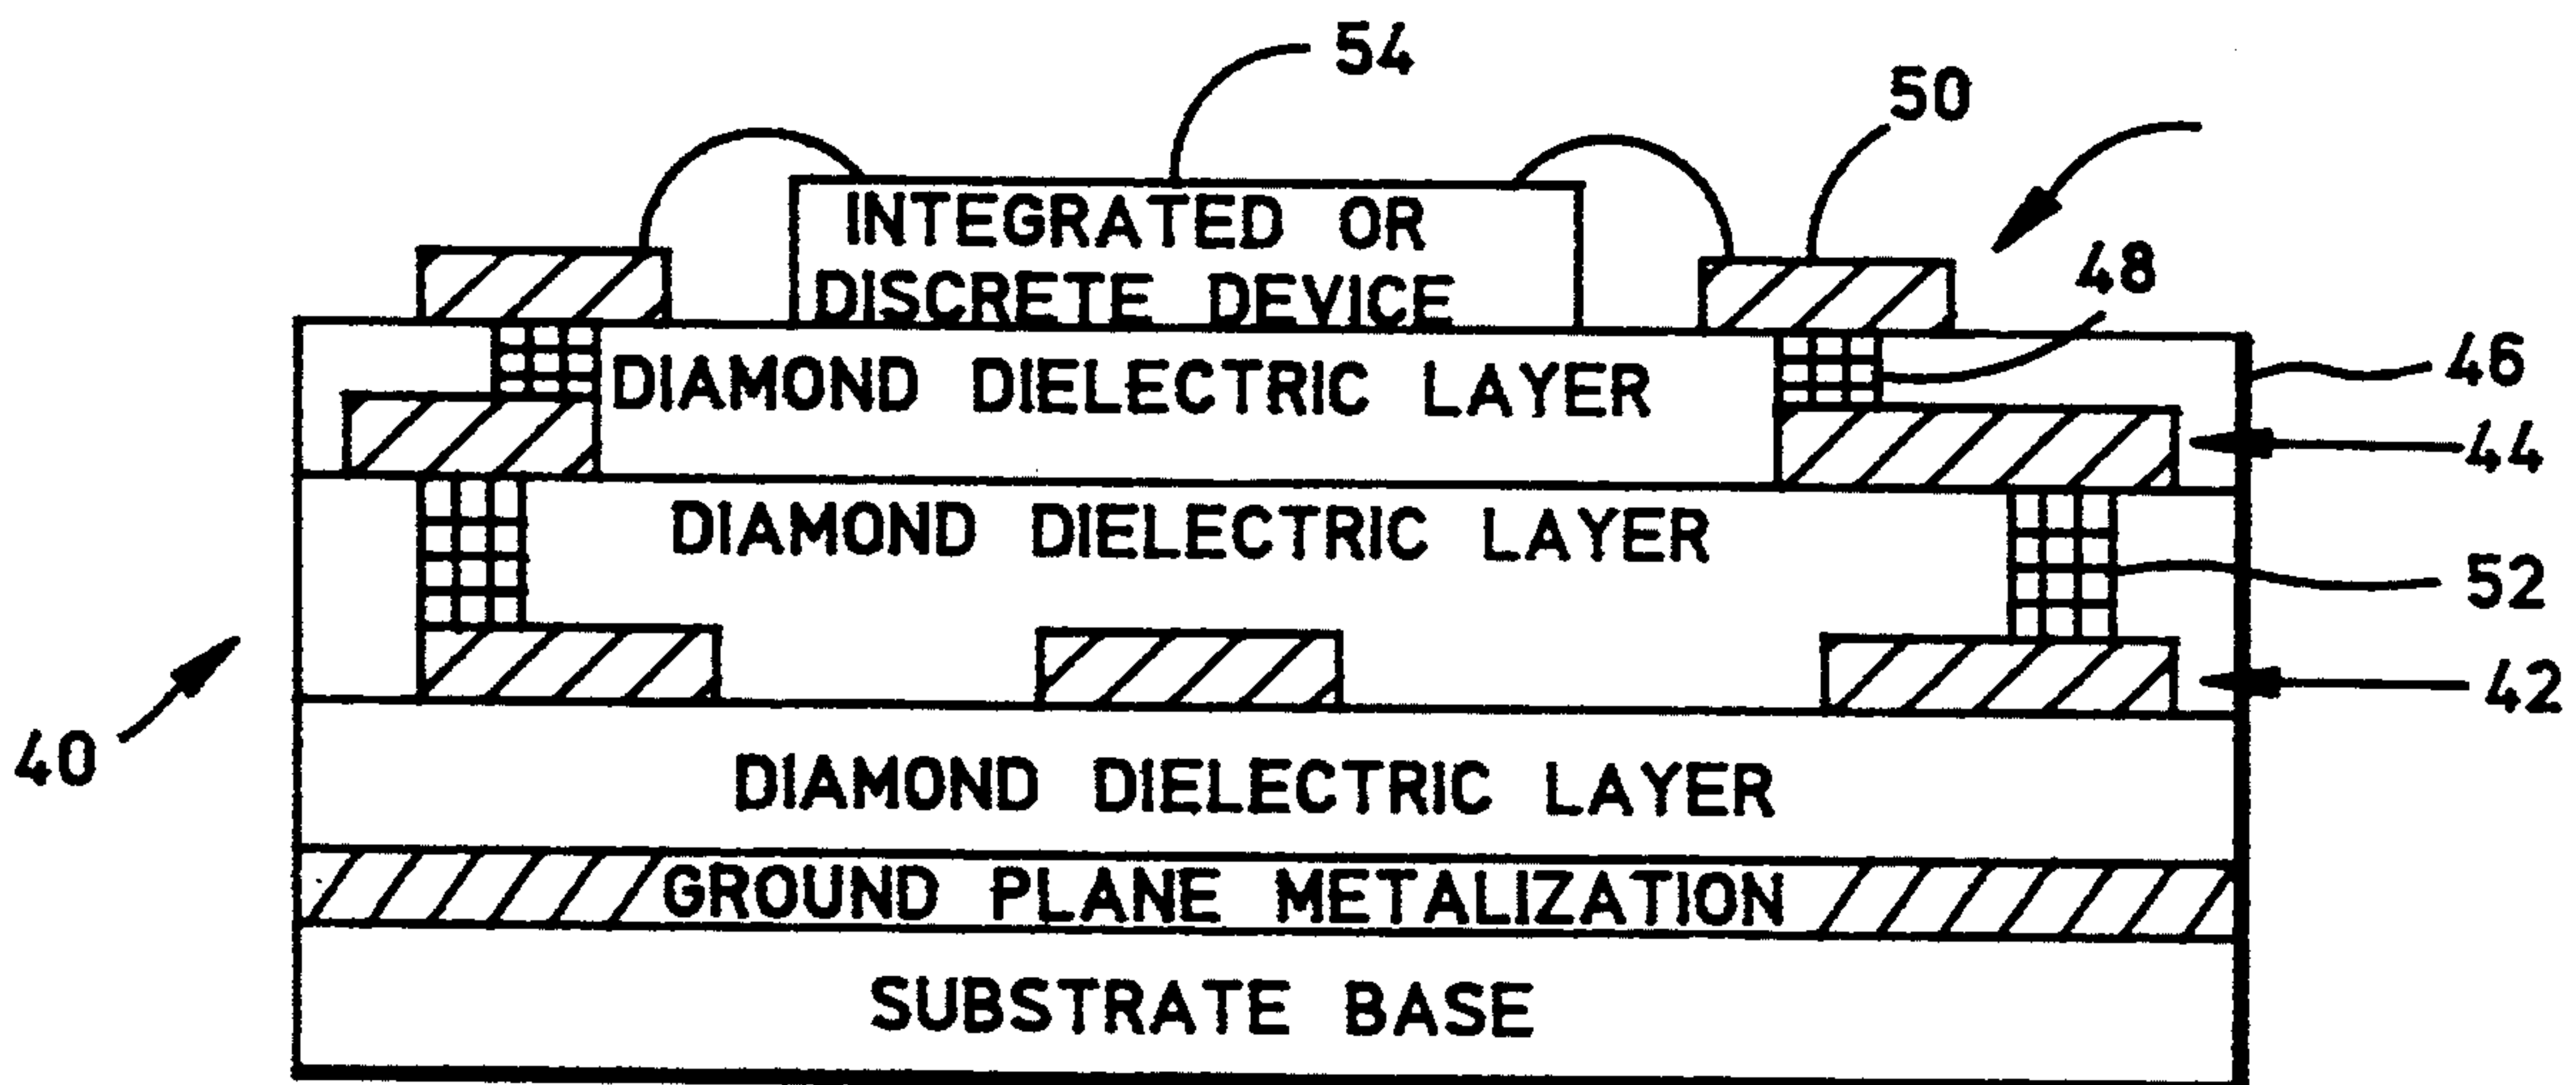 54
50
INTEGRATED OR
DISCRETE DEVICE
48
DIAMOND DIELECTRIC LAYER
46
44
DIAMOND DIELECTRIC LAYER
52
42
40
DIAMOND DIELECTRIC LAYER
GROUND PLANE METALIZATION
SUBSTRATE BASE